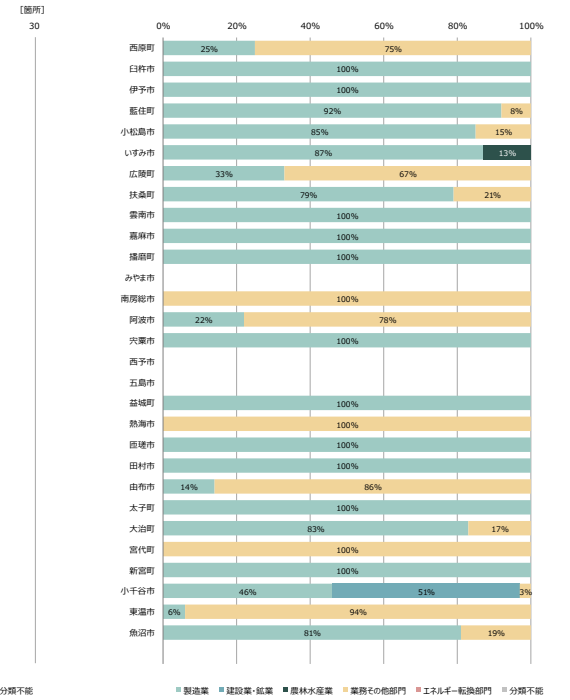 [箇所]
30 0% 20% 40% 60% 80% 100%
西原町 25% 75%
臼杵市 100%
伊予市 100%
藍住町 92% 8%
小松島市 85% 15%
いすみ市 87% 13%
広陵町 33% 67%
扶桑町 79% 21%
雲南市 100%
嘉麻市 100%
播磨町 100%
みやま市
南房総市 100%
阿波市 22% 78%
宍粟市 100%
西予市
五島市
益城町 100%
熱海市 100%
匝瑳市 100%
田村市 100%
由布市 14% 86%
太子町 100%
大治町 83% 17%
宮代町 100%
新宮町 100%
小千谷市 46% 51% 3%
東温市 6% 94%
魚沼市 81% 19%
分類不能 製造業 建設業・鉱業 農林水産業 業務その他部門 エネルギー転換部門 分類不能